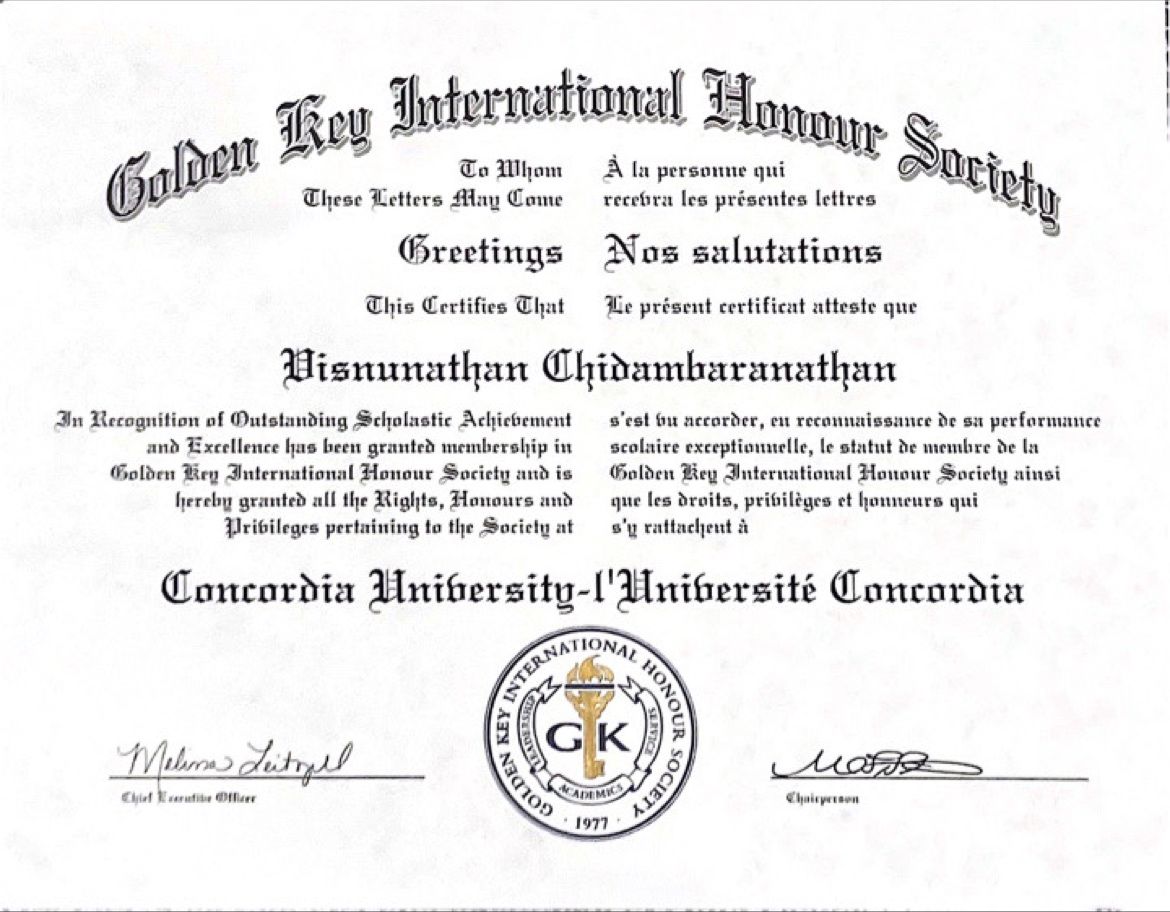 Golden Key International Honour Society
To Whom
These Letters May Come
Greetings
This Certifies That
À la personne qui
recevra les présentes lettres
Nos salutations
Le présent certificat atteste que
Visnunathan Chidambaranathan
In Recognition of Outstanding Scholastic Achievement
and Excellence has been granted membership in
Golden Key International Honour Society and is
hereby granted all the Rights, Honours and
Privileges pertaining to the Society at
s'est vu accorder, en reconnaissance de sa performance
scolaire exceptionnelle, le statut de membre de la
Golden Key International Honour Society ainsi
que les droits, privilèges et honneurs qui
s'y rattachent à
Concordia University-l'Université Concordia
GOLDEN KEY INTERNATIONAL HONOUR SOCIETY
LEADERSHIP
GK
SERVICE
ACADEMICS
· 1977 ·
Melissa Leitzell
Chief Executive Officer
Chairperson